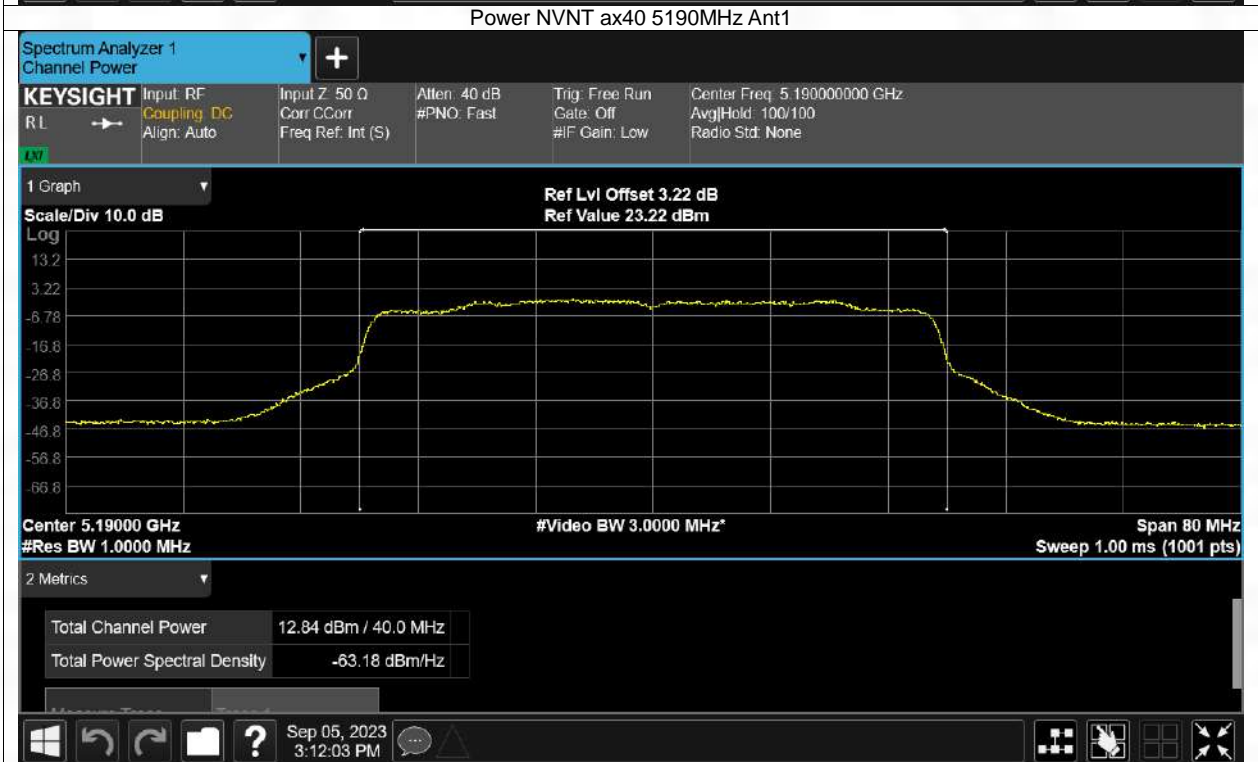 Power NVNT ax40 5190MHz Ant1
Spectrum Analyzer 1
Channel Power
+
KEYSIGHT
RL
LXI
Input: RF
Coupling: DC
Align: Auto
Input Z: 50 Ω
Corr CCorr
Freq Ref: Int (S)
Atten: 40 dB
#PNO: Fast
Trig: Free Run
Gate: Off
#IF Gain: Low
Center Freq: 5.190000000 GHz
Avg|Hold: 100/100
Radio Std: None
1 Graph
Scale/Div 10.0 dB
Ref Lvl Offset 3.22 dB
Ref Value 23.22 dBm
Log
13.2
3.22
-6.78
-16.8
-26.8
-36.8
-46.8
-56.8
-66.8
Center 5.19000 GHz
#Res BW 1.0000 MHz
#Video BW 3.0000 MHz*
Span 80 MHz
Sweep 1.00 ms (1001 pts)
2 Metrics
Total Channel Power 12.84 dBm / 40.0 MHz
Total Power Spectral Density -63.18 dBm/Hz
?
Sep 05, 2023
3:12:03 PM